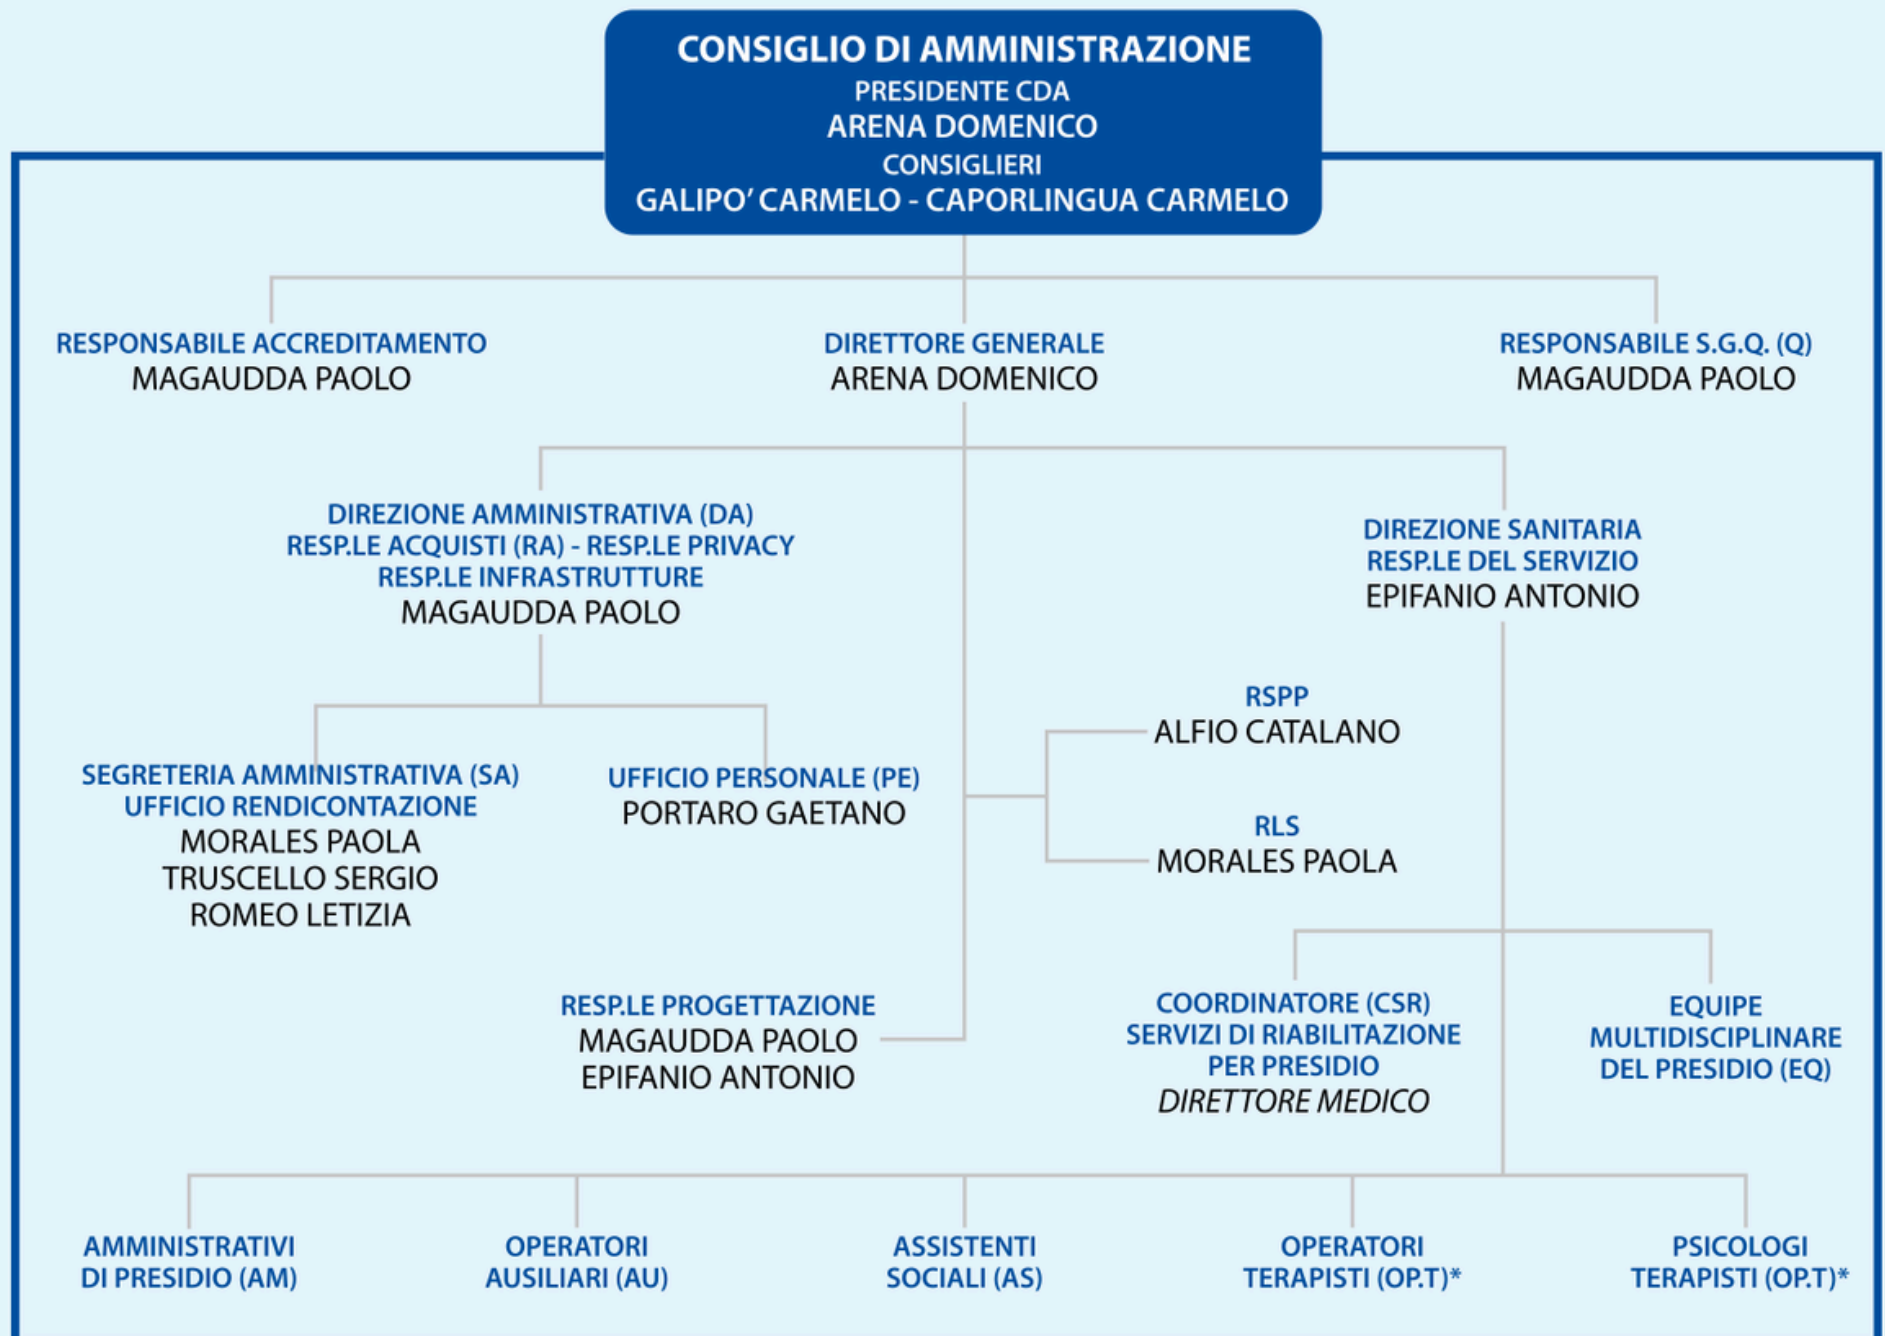 CONSIGLIO DI AMMINISTRAZIONE
PRESIDENTE CDA
ARENA DOMENICO
CONSIGLIERI
GALIPO’ CARMELO - CAPORLINGUA CARMELO
RESPONSABILE ACCREDITAMENTO
MAGAUDDA PAOLO
DIRETTORE GENERALE
ARENA DOMENICO
RESPONSABILE S.G.Q. (Q)
MAGAUDDA PAOLO
DIREZIONE AMMINISTRATIVA (DA)
RESP.LE ACQUISTI (RA) - RESP.LE PRIVACY
RESP.LE INFRASTRUTTURE
MAGAUDDA PAOLO
DIREZIONE SANITARIA
RESP.LE DEL SERVIZIO
EPIFANIO ANTONIO
SEGRETERIA AMMINISTRATIVA (SA)
UFFICIO RENDICONTAZIONE
MORALES PAOLA
TRUSCELLO SERGIO
ROMEO LETIZIA
UFFICIO PERSONALE (PE)
PORTARO GAETANO
RSPP
ALFIO CATALANO
RLS
MORALES PAOLA
RESP.LE PROGETTAZIONE
MAGAUDDA PAOLO
EPIFANIO ANTONIO
COORDINATORE (CSR)
SERVIZI DI RIABILITAZIONE
PER PRESIDIO
DIRETTORE MEDICO
EQUIPE
MULTIDISCIPLINARE
DEL PRESIDIO (EQ)
AMMINISTRATIVI
DI PRESIDIO (AM)
OPERATORI
AUSILIARI (AU)
ASSISTENTI
SOCIALI (AS)
OPERATORI
TERAPISTI (OP.T)*
PSICOLOGI
TERAPISTI (OP.T)*